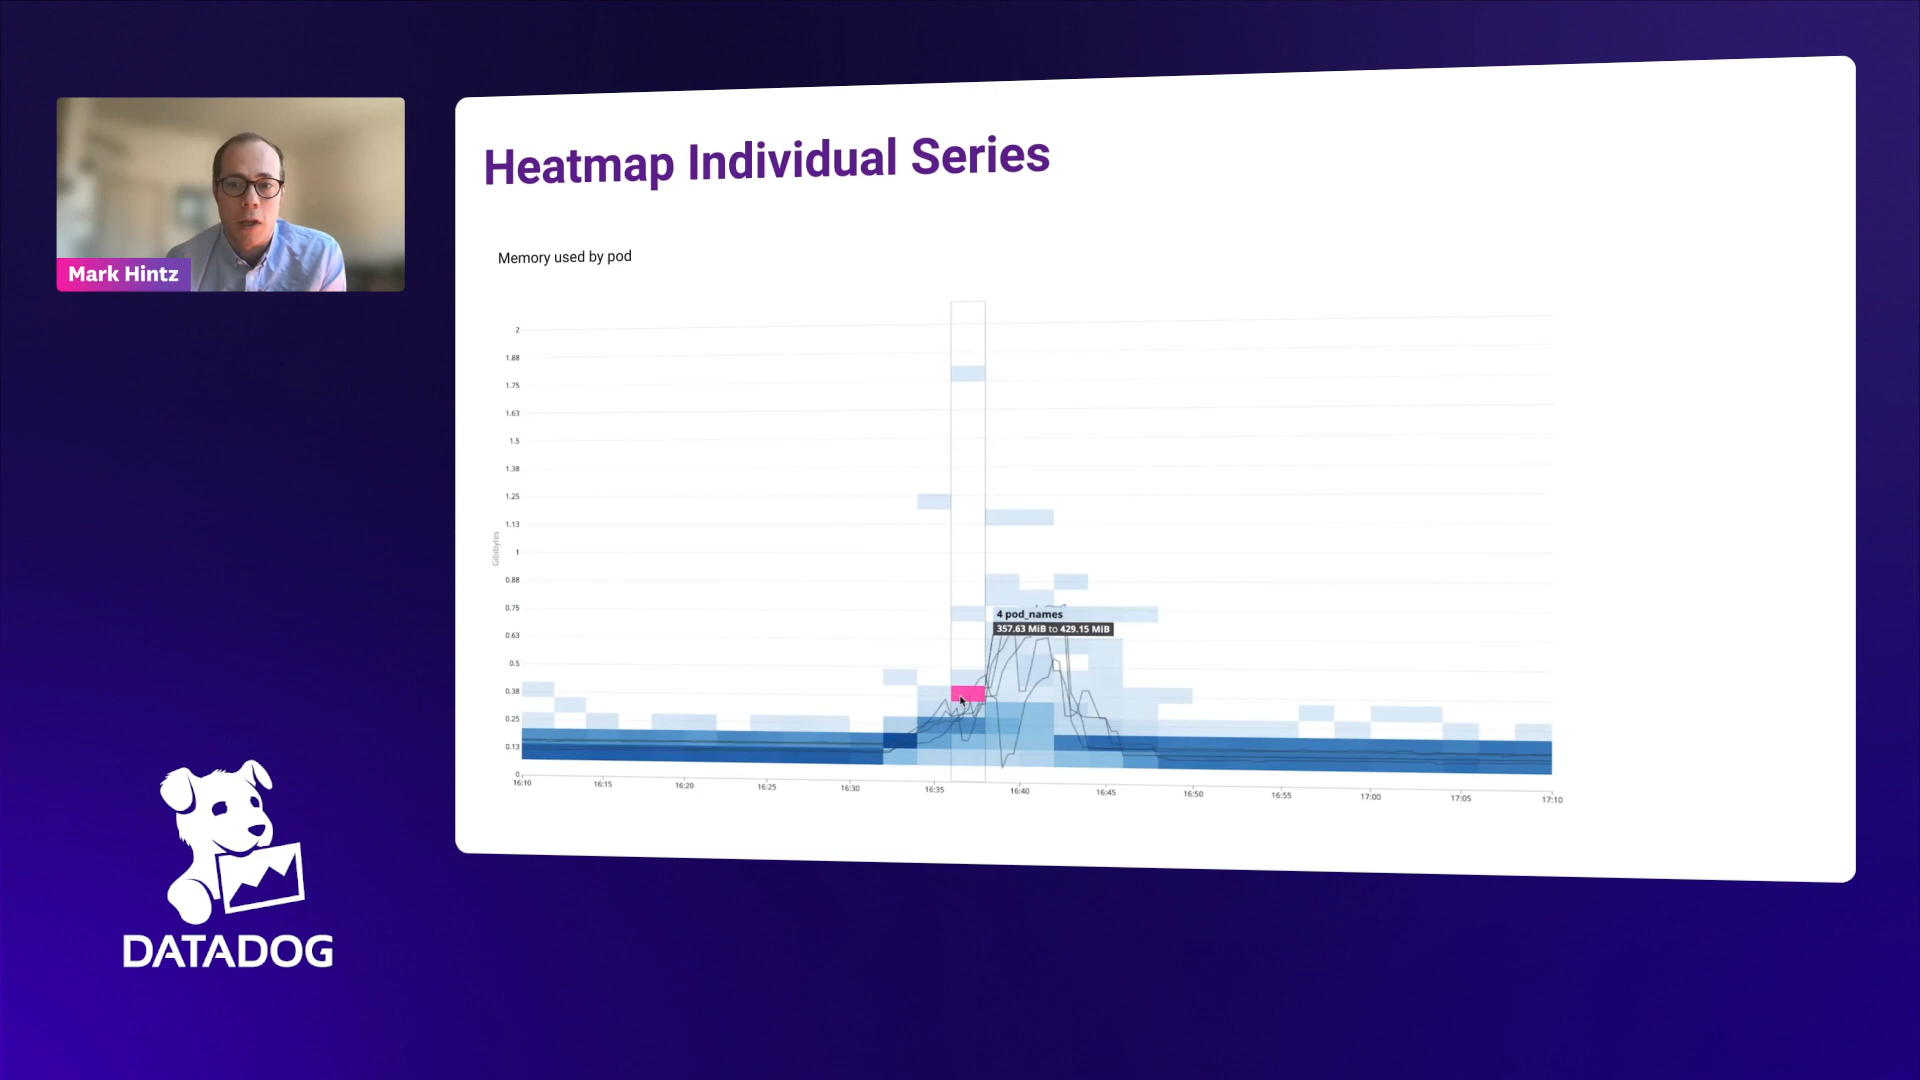 Mark Hintz
Heatmap Individual Series
Memory used by pod
2
1.88
1.75
1.63
1.5
1.38
1.25
1.13
1
0.88
0.75
0.63
0.5
0.38
0.25
0.13
0
Gibibytes
4 pod_names
357.63 MiB to 429.15 MiB
16:10 16:15 16:20 16:25 16:30 16:35 16:40 16:45 16:50 16:55 17:00 17:05 17:10
DATADOG